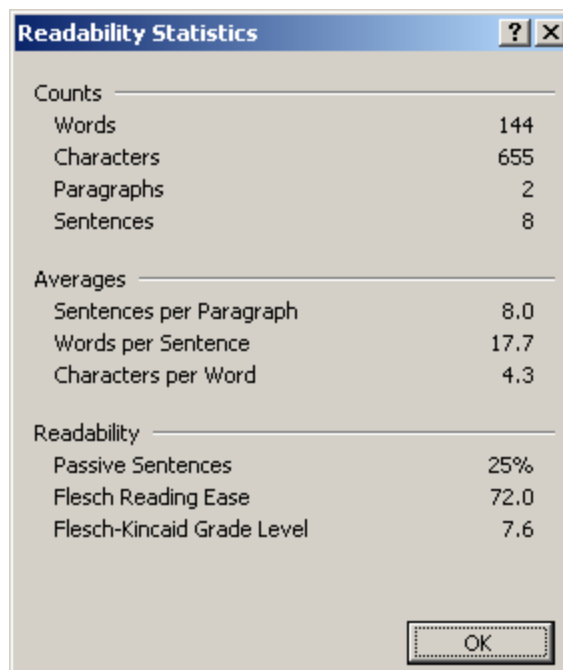 Readability Statistics
Counts
Words 144
Characters 655
Paragraphs 2
Sentences 8
Averages
Sentences per Paragraph 8.0
Words per Sentence 17.7
Characters per Word 4.3
Readability
Passive Sentences 25%
Flesch Reading Ease 72.0
Flesch-Kincaid Grade Level 7.6
OK